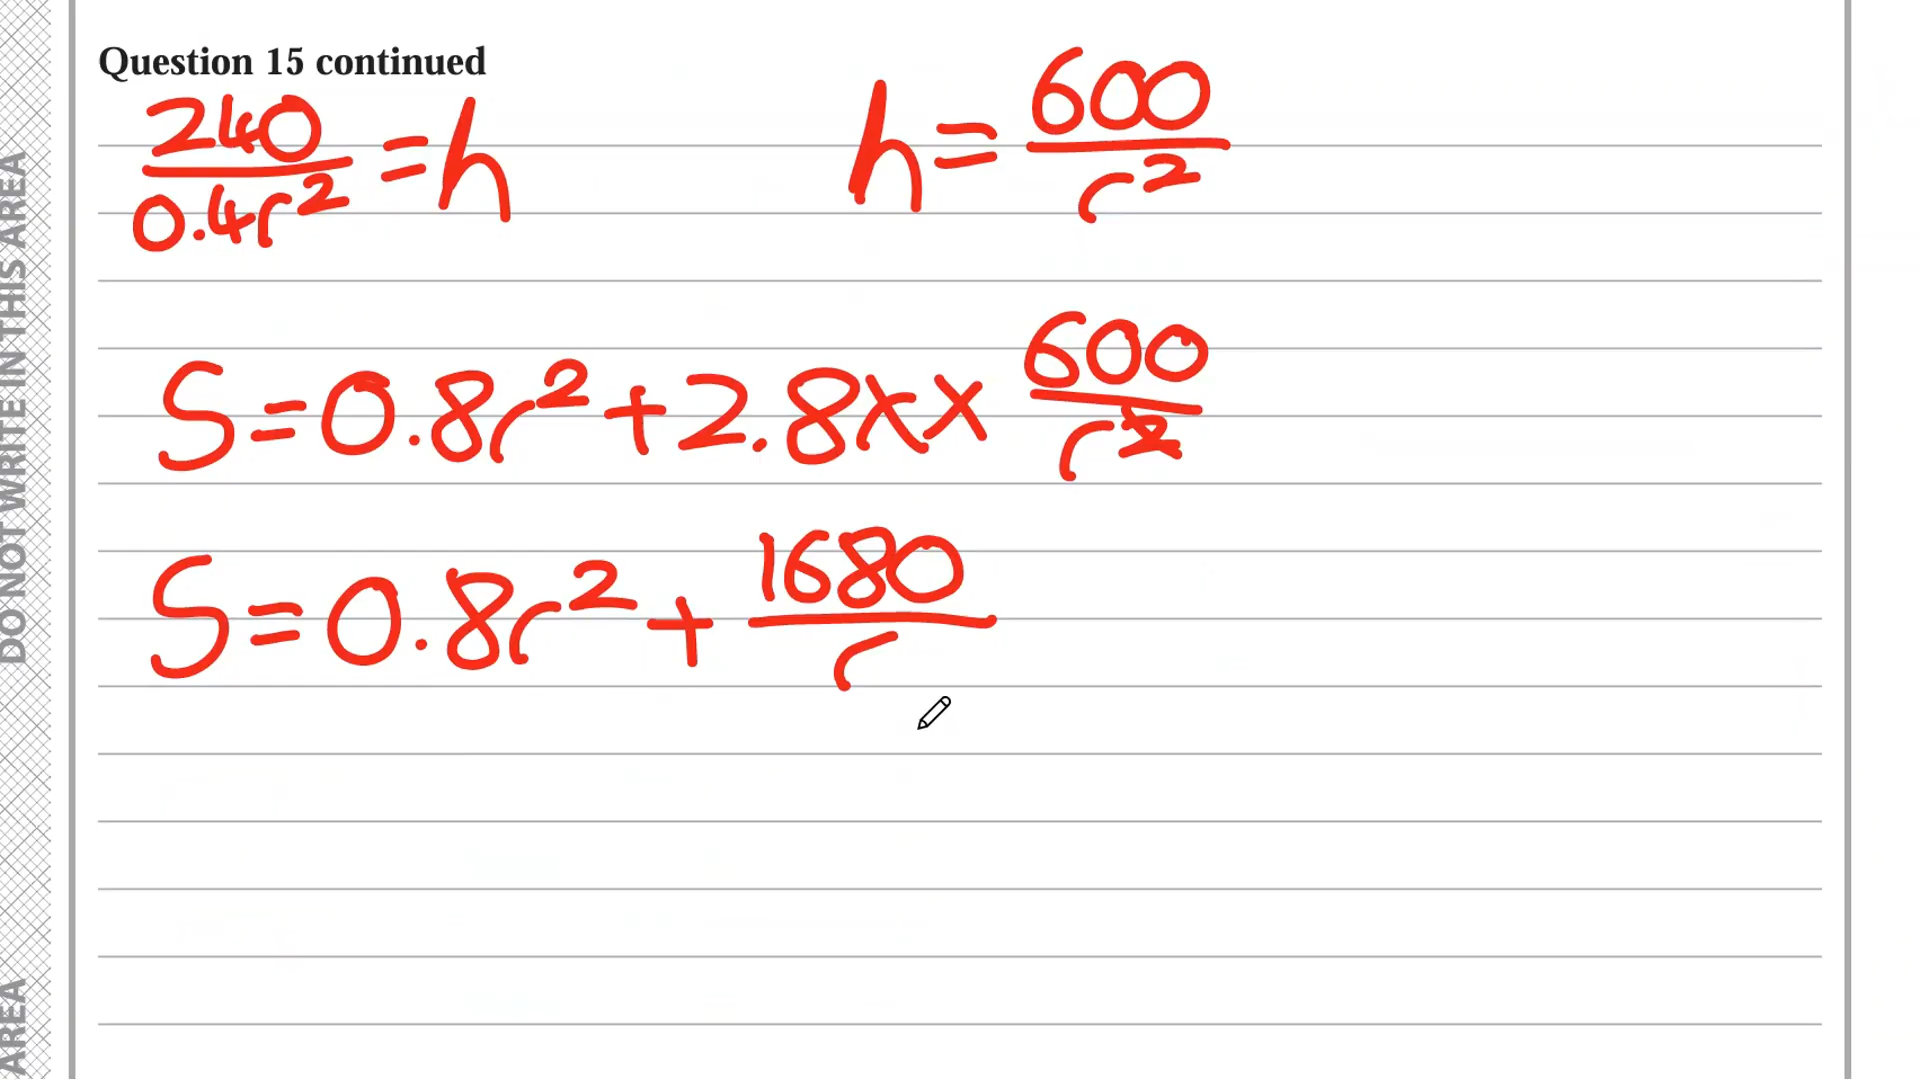 Question 15 continued
240/0.4r² = h
h = 600/r²
S = 0.8r² + 2.8r × 600/r²
S = 0.8r² + 1680/r
DO NOT WRITE IN THIS AREA
AREA